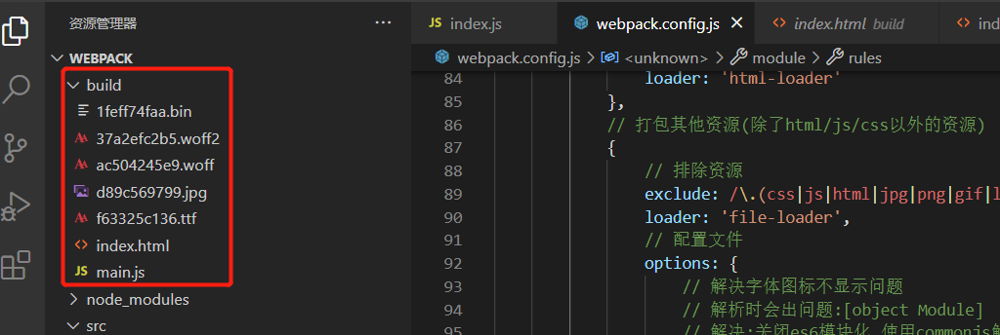 资源管理器 ···
WEBPACK
build
1feff74faa.bin
37a2efc2b5.woff2
ac504245e9.woff
d89c569799.jpg
f63325c136.ttf
index.html
JS main.js
node_modules
src
JS index.js webpack.config.js index.html build
webpack.config.js > <unknown> > module > rules
84 loader: 'html-loader'
85 },
86 // 打包其他资源(除了html/js/css以外的资源)
87 {
88 // 排除资源
89 exclude: /\.(css|js|html|jpg|png|gif|l
90 loader: 'file-loader',
91 // 配置文件
92 options: {
93 // 解决字体图标不显示问题
94 // 解析时会出问题:[object Module]
95 // 解决:关闭es6模块化,使用commonjs